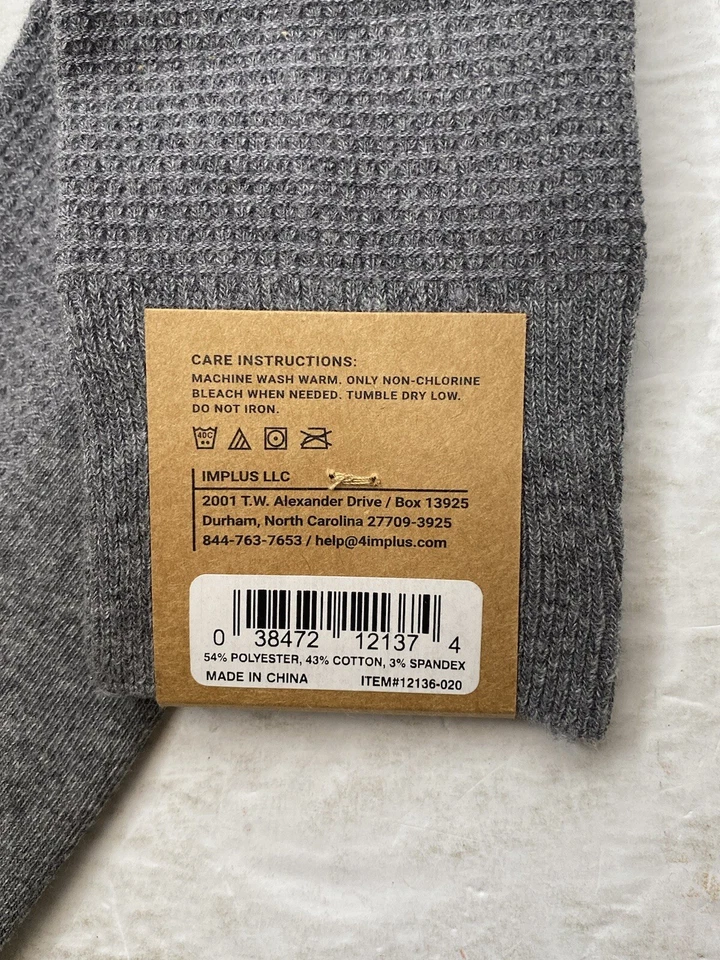 CARE INSTRUCTIONS:
MACHINE WASH WARM. ONLY NON-CHLORINE
BLEACH WHEN NEEDED. TUMBLE DRY LOW.
DO NOT IRON.
40C
IMPLUS LLC
2001 T.W. Alexander Drive / Box 13925
Durham, North Carolina 27709-3925
844-763-7653 / help@4implus.com
0 38472 12137 4
54% POLYESTER, 43% COTTON, 3% SPANDEX
MADE IN CHINA ITEM#12136-020